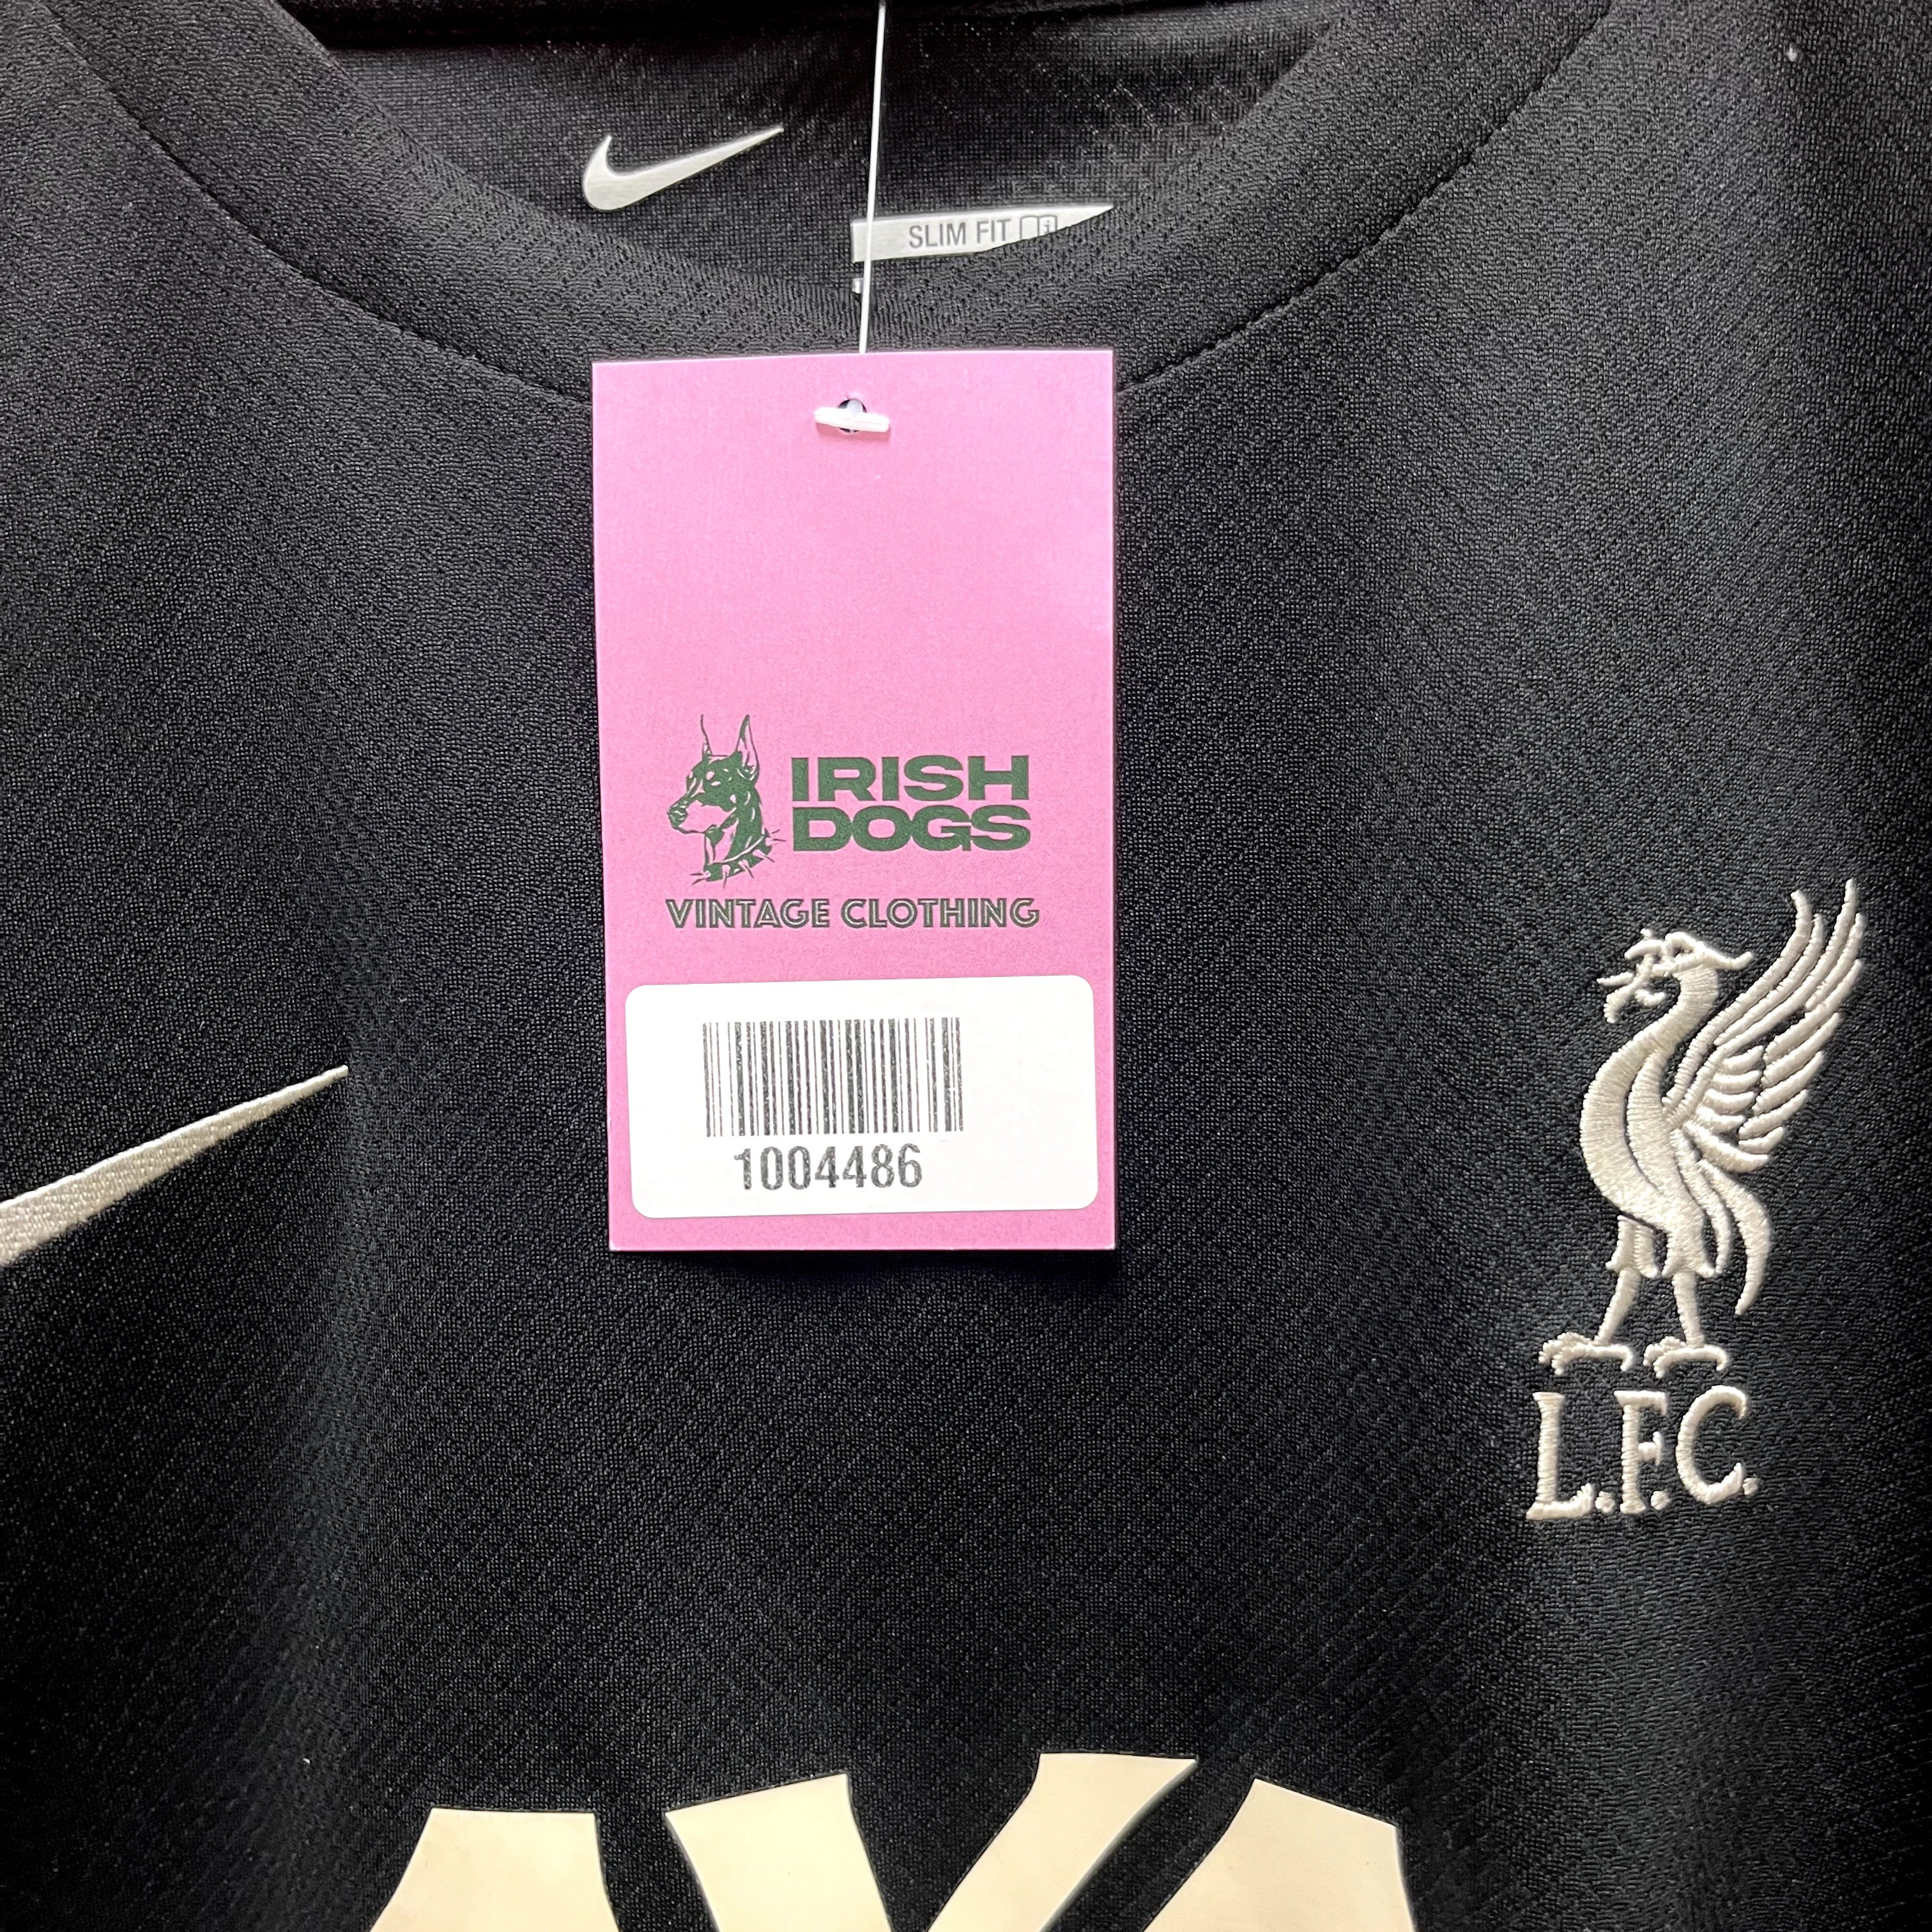 SLIM FIT
IRISH
DOGS
VINTAGE CLOTHING
1004486
L.F.C.